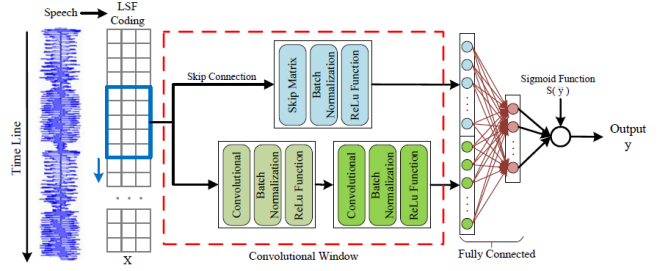 Speech
LSF
Coding
Time Line
X
Skip Connection
Skip Matrix
Batch
Normalization
ReLu Function
Convolutional
Batch
Normalization
ReLu Function
Convolutional
Batch
Normalization
ReLu Function
Convolutional Window
Fully Connected
Sigmoid Function
S( ȳ )
Output
y